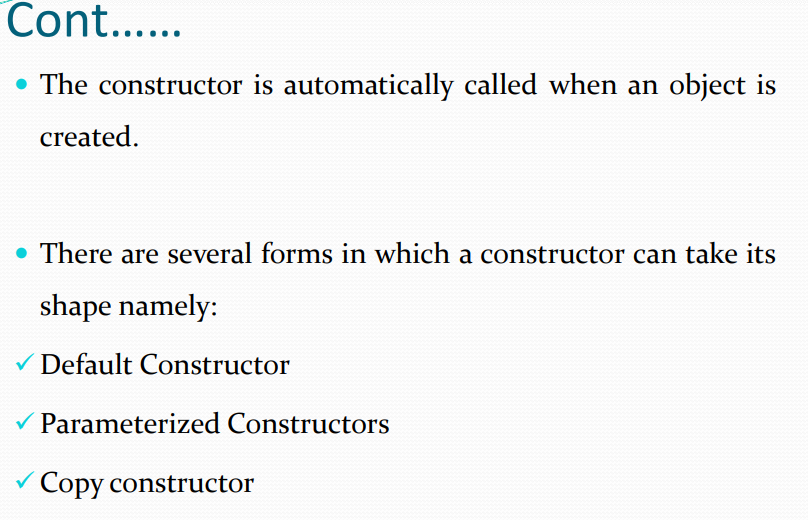 Cont......
• The constructor is automatically called when an object is
created.
• There are several forms in which a constructor can take its
shape namely:
✓ Default Constructor
✓ Parameterized Constructors
✓ Copy constructor